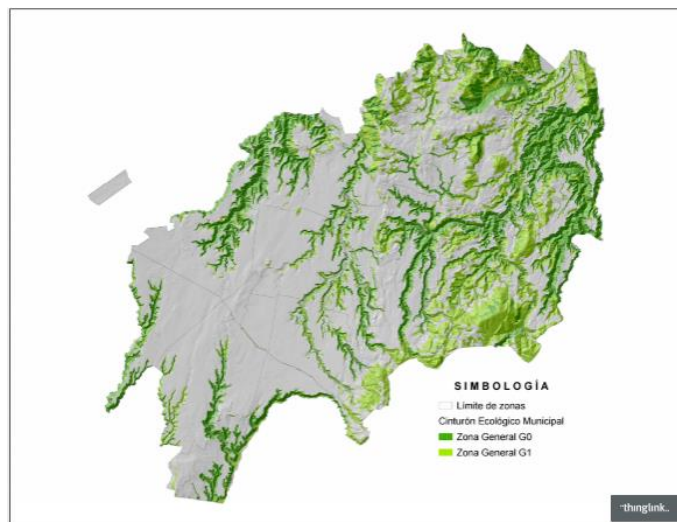 SIMBOLOGÍA
Límite de zonas
Cinturón Ecológico Municipal
Zona General G0
Zona General G1
thinglink..